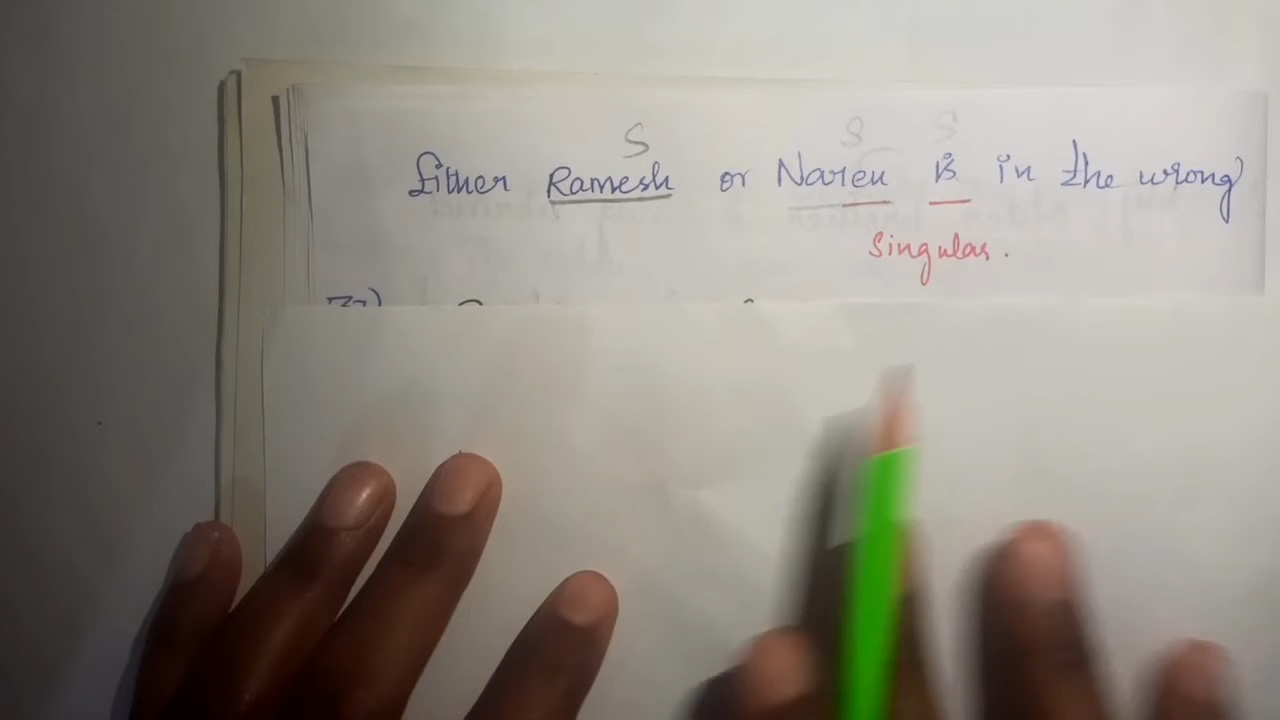 S S S
Either Ramesh or Naren is in the wrong
Singular.